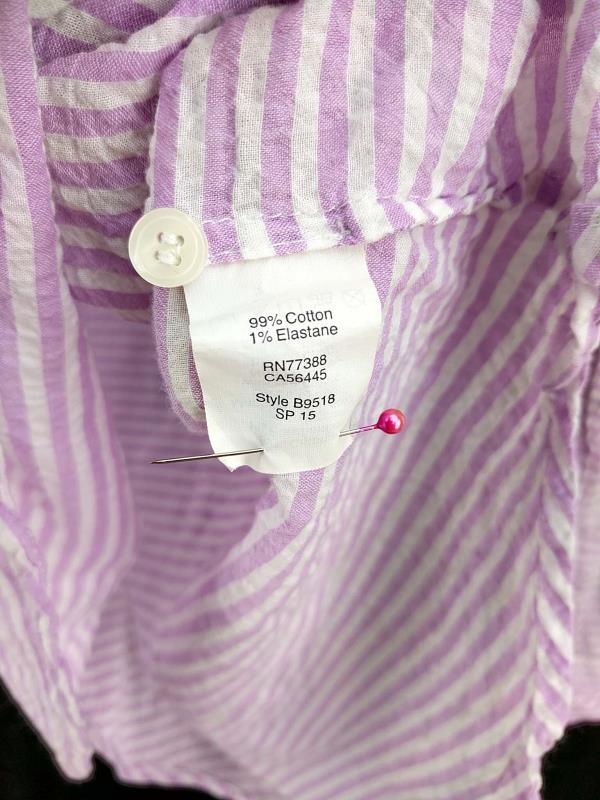 99% Cotton
1% Elastane
RN77388
CA56445
Style B9518
SP 15